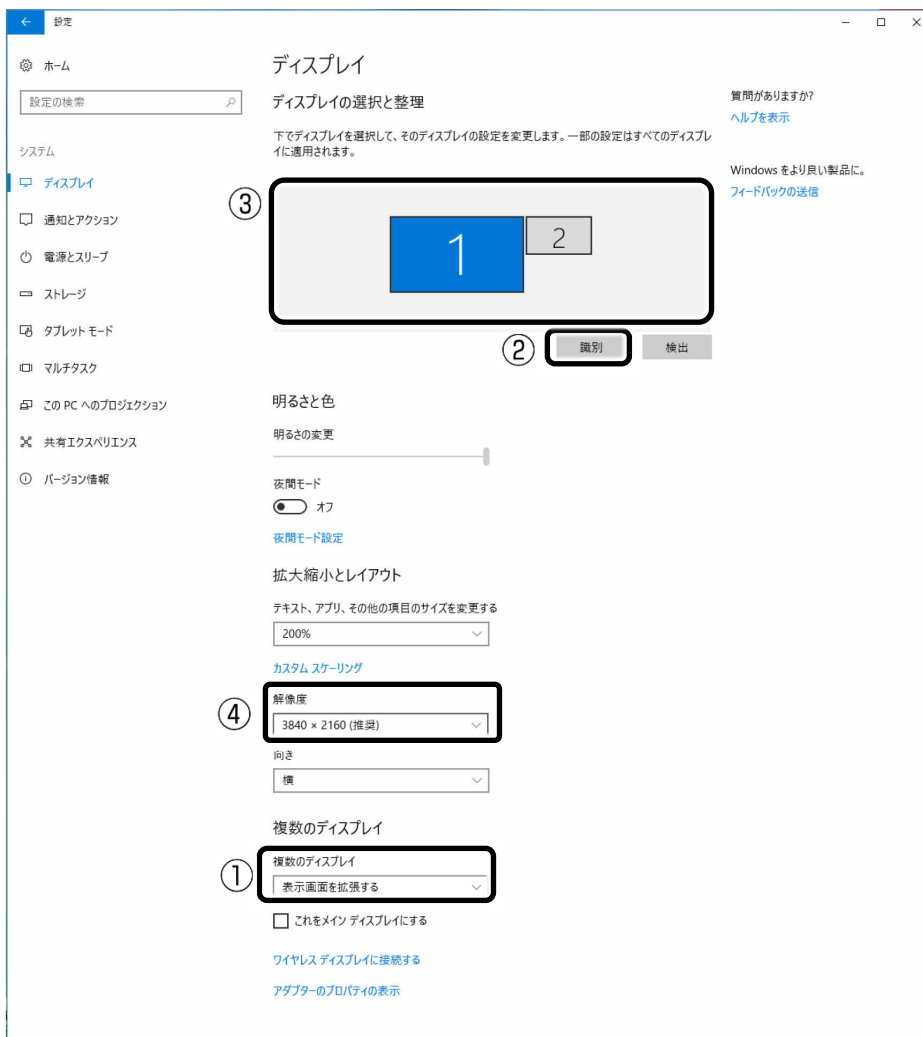 設定
ホーム
設定の検索
システム
ディスプレイ
通知とアクション
電源とスリープ
ストレージ
タブレット モード
マルチタスク
この PC へのプロジェクション
共有エクスペリエンス
バージョン情報
ディスプレイ
ディスプレイの選択と整理
下でディスプレイを選択して、そのディスプレイの設定を変更します。一部の設定はすべてのディスプレ
イに適用されます。
③
1
2
②
識別
検出
明るさと色
明るさの変更
夜間モード
オフ
夜間モード設定
拡大縮小とレイアウト
テキスト、アプリ、その他の項目のサイズを変更する
200%
カスタム スケーリング
④
解像度
3840 × 2160 (推奨)
向き
横
複数のディスプレイ
①
複数のディスプレイ
表示画面を拡張する
これをメイン ディスプレイにする
ワイヤレス ディスプレイに接続する
アダプターのプロパティの表示
質問がありますか?
ヘルプを表示
Windows をより良い製品に。
フィードバックの送信